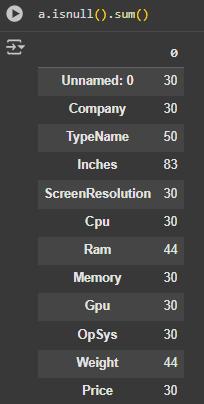 a.isnull().sum()
0
Unnamed: 0 30
Company 30
TypeName 50
Inches 83
ScreenResolution 30
Cpu 30
Ram 44
Memory 30
Gpu 30
OpSys 30
Weight 44
Price 30